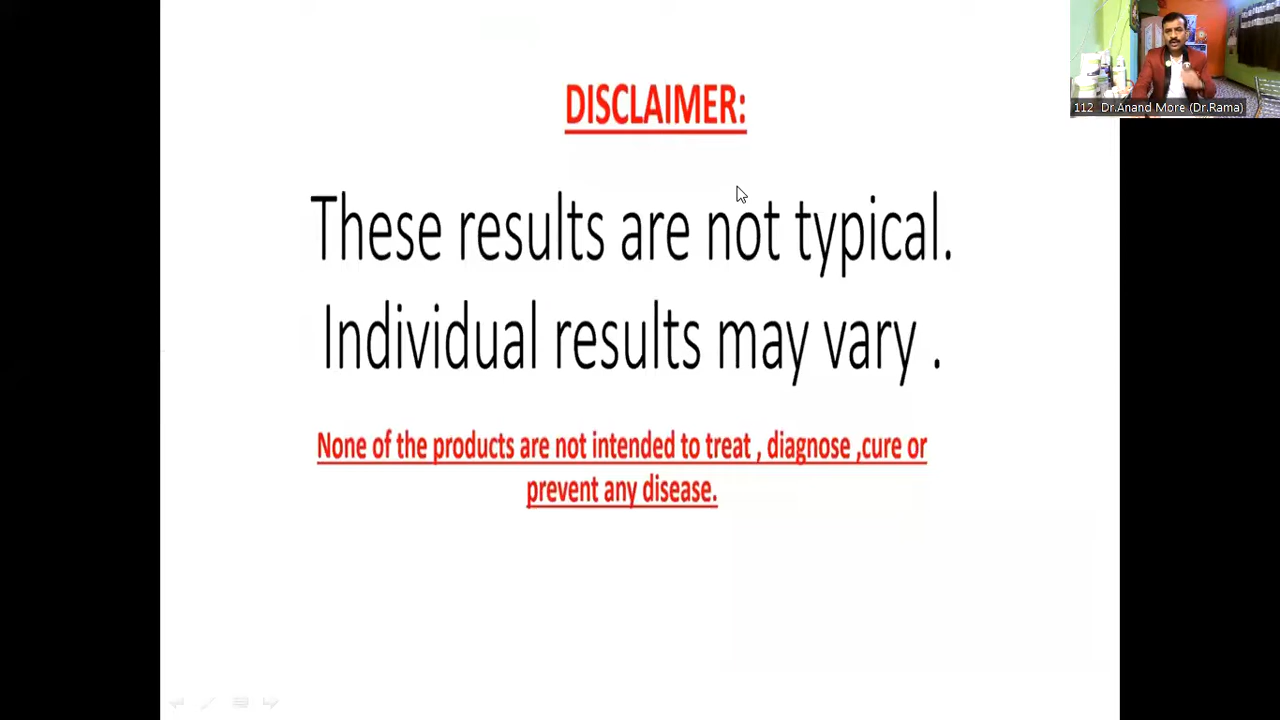 DISCLAIMER:
112 Dr.Anand More (Dr.Rama)
These results are not typical.
Individual results may vary .
None of the products are not intended to treat , diagnose ,cure or
prevent any disease.